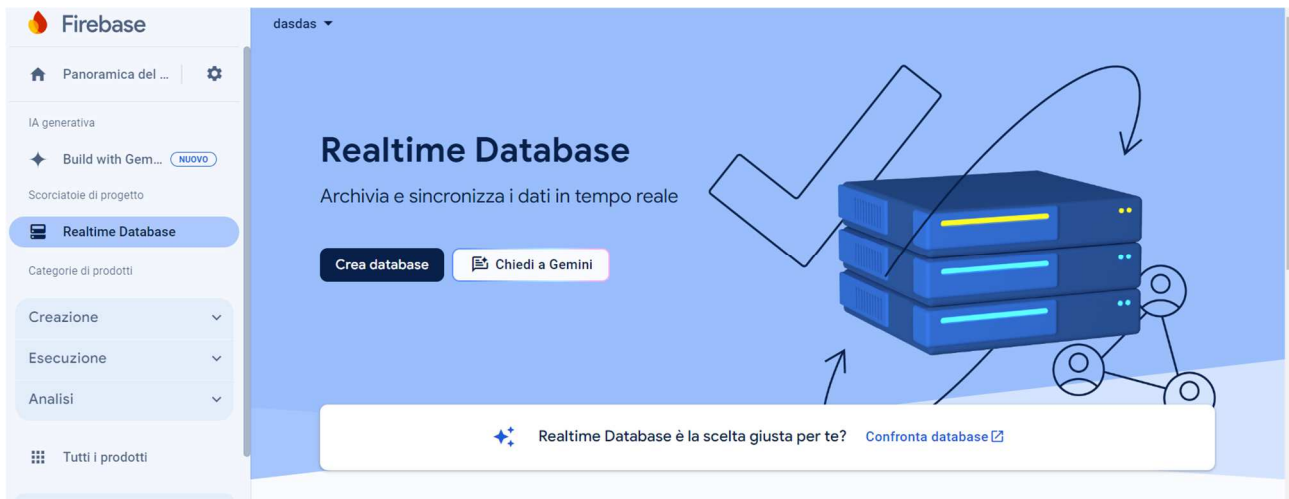 Firebase
dasdas
Panoramica del ...
IA generativa
Build with Gem... NUOVO
Scorciatoie di progetto
Realtime Database
Categorie di prodotti
Creazione
Esecuzione
Analisi
Tutti i prodotti
Realtime Database
Archivia e sincronizza i dati in tempo reale
Crea database
Chiedi a Gemini
Realtime Database è la scelta giusta per te? Confronta database